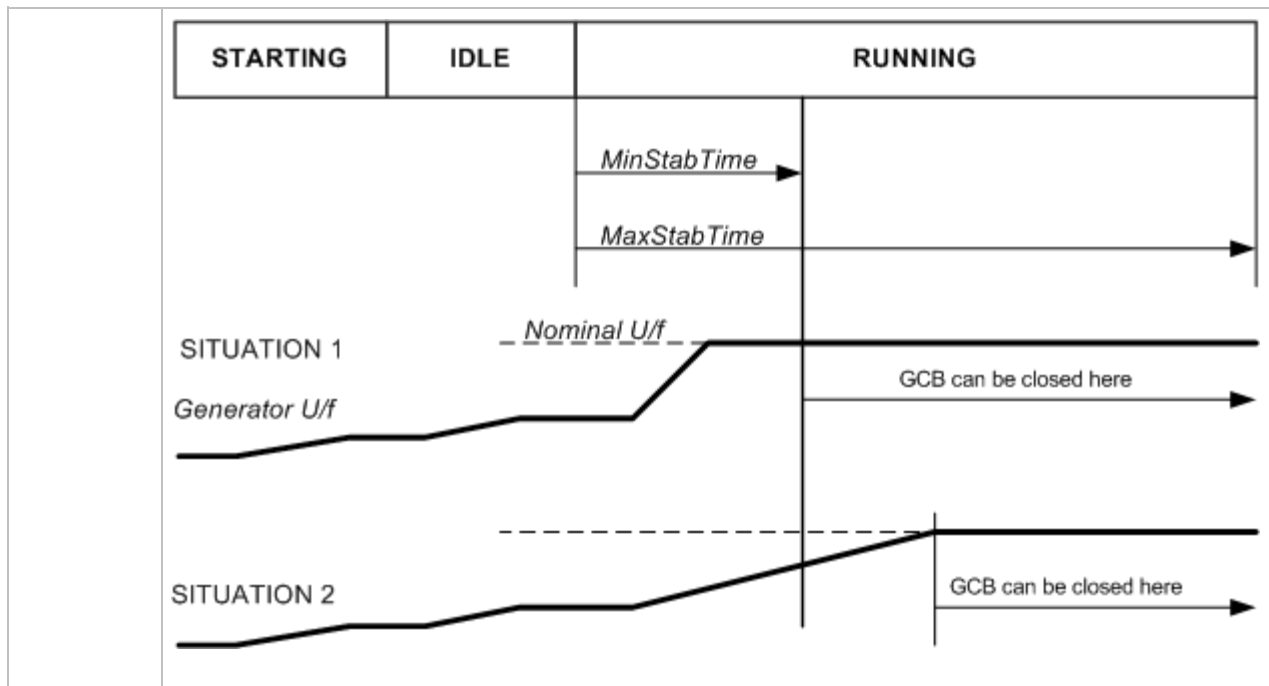 STARTING IDLE RUNNING
MinStabTime
MaxStabTime
Nominal U/f
SITUATION 1
GCB can be closed here
Generator U/f
GCB can be closed here
SITUATION 2